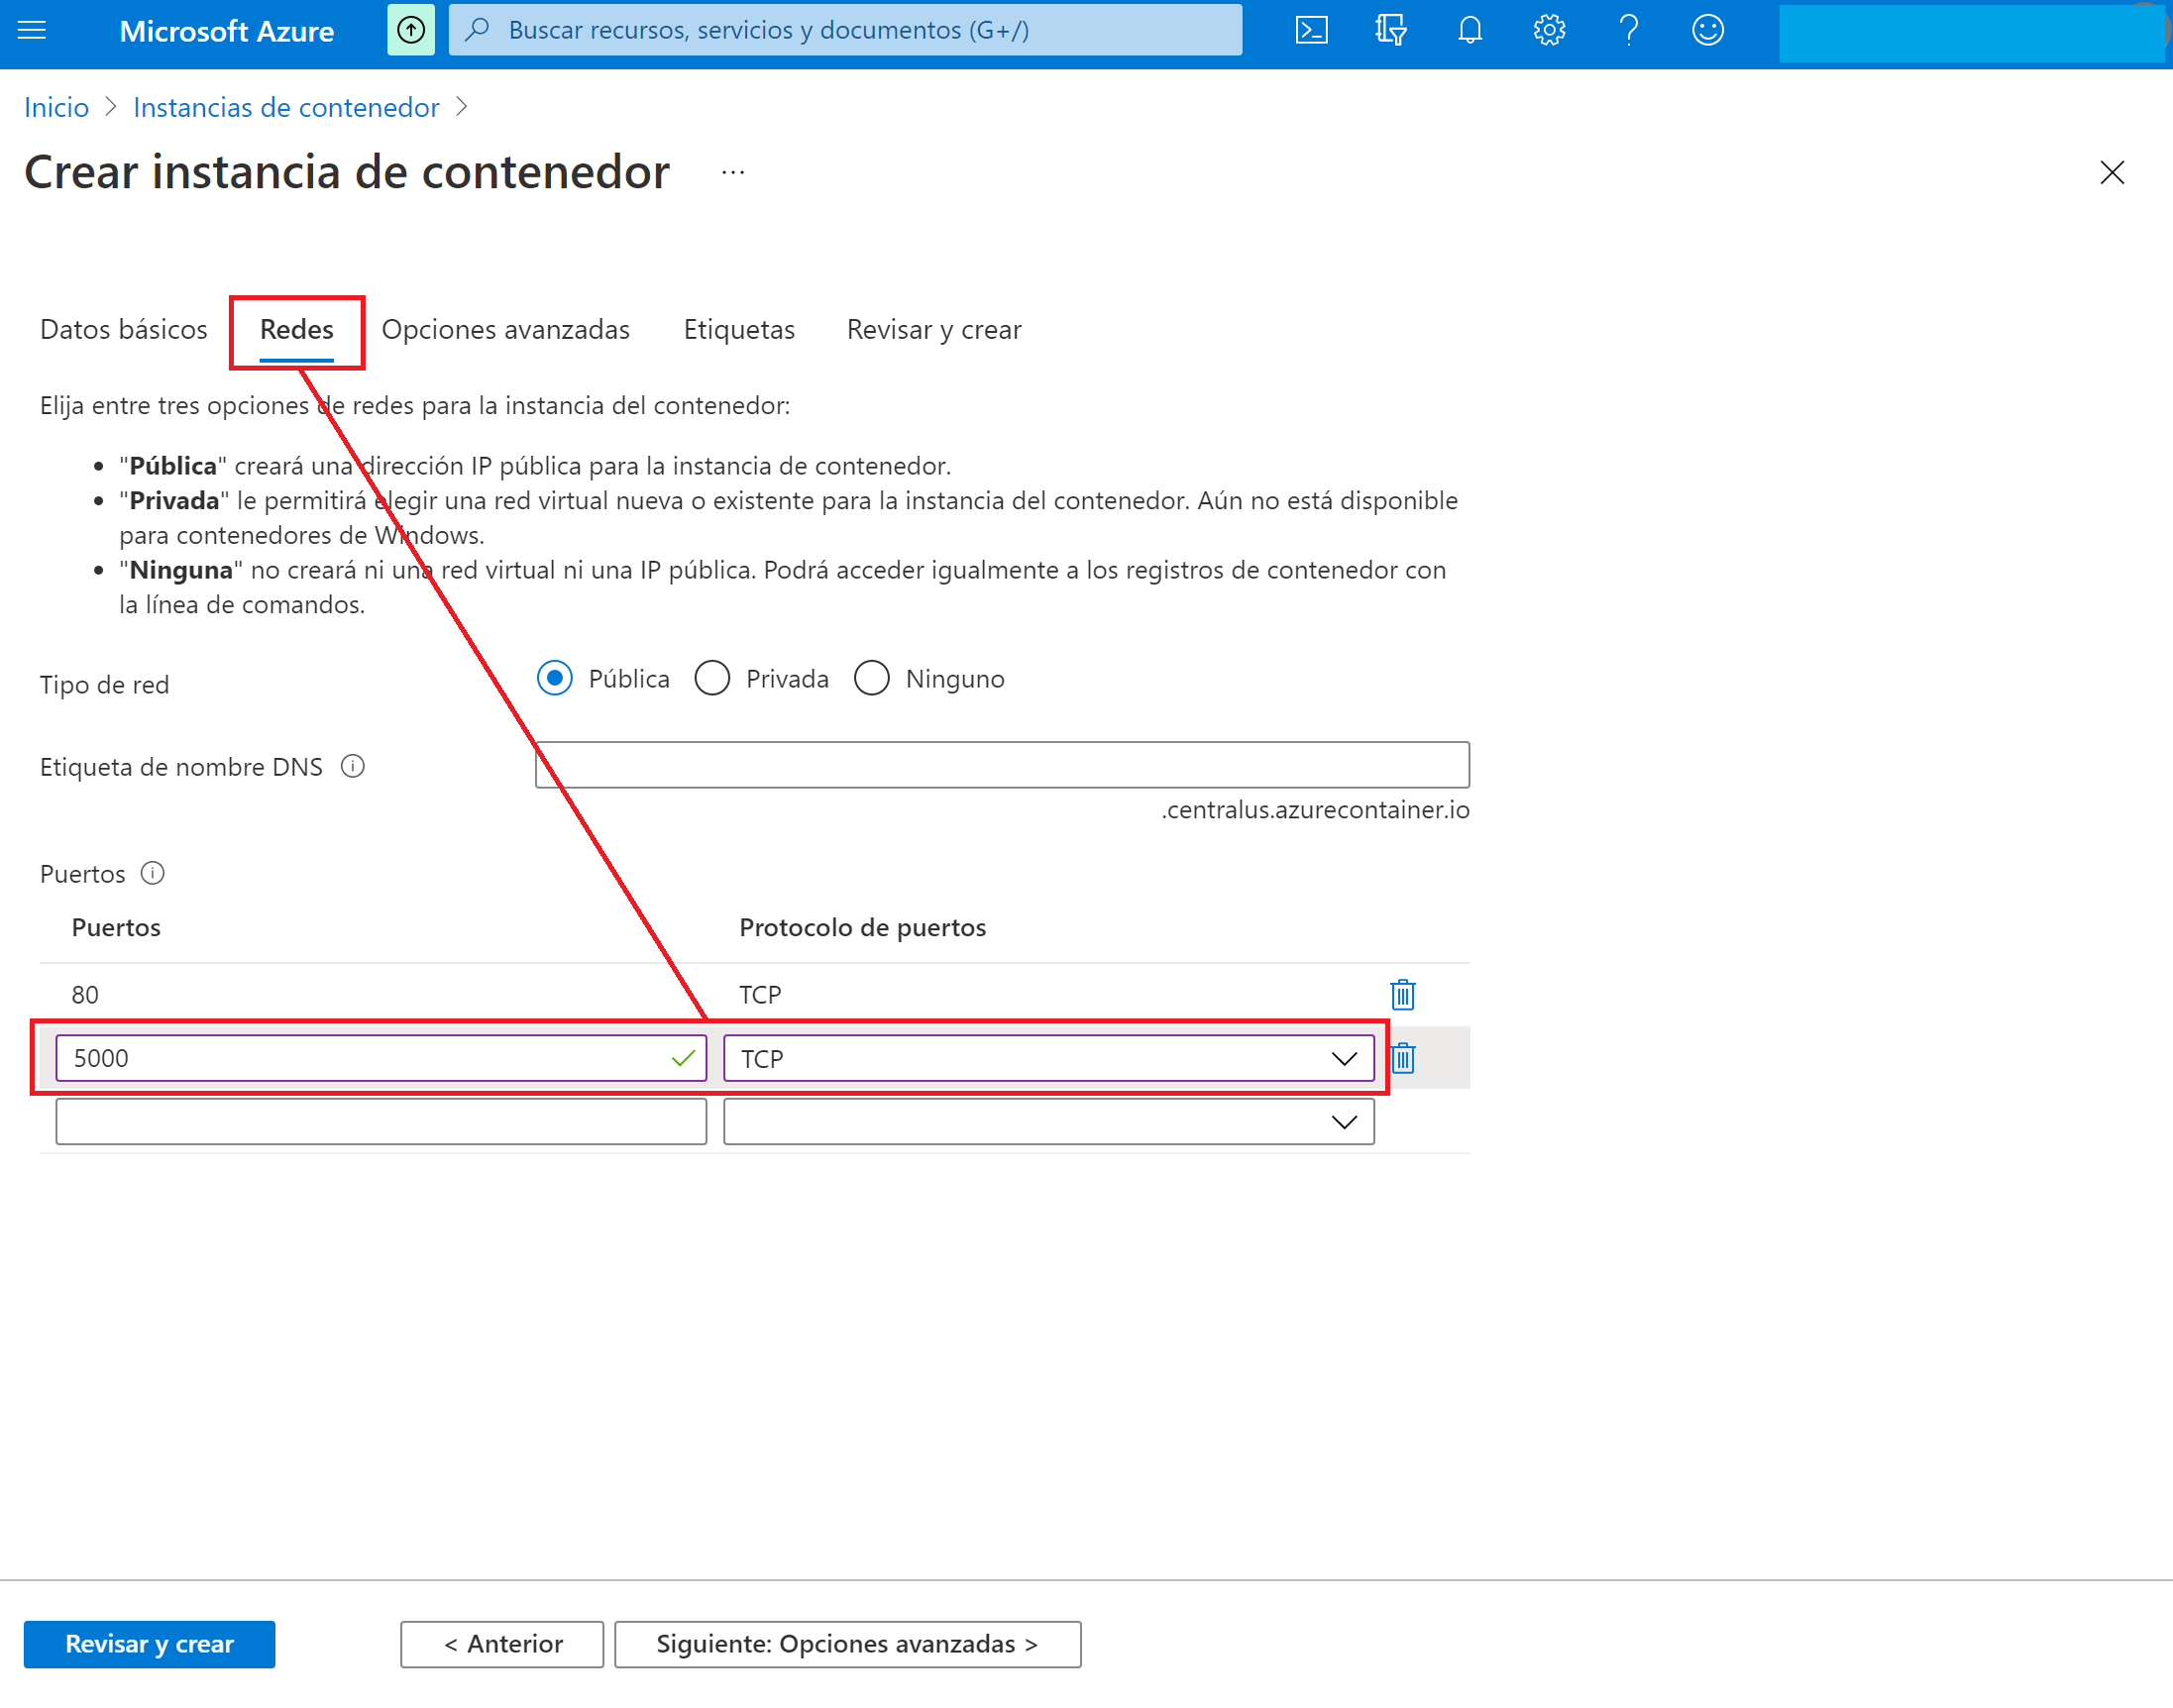 Microsoft Azure
Buscar recursos, servicios y documentos (G+/)
Inicio > Instancias de contenedor >
Crear instancia de contenedor ...
Datos básicos Redes Opciones avanzadas Etiquetas Revisar y crear
Elija entre tres opciones de redes para la instancia del contenedor:
• "Pública" creará una dirección IP pública para la instancia de contenedor.
• "Privada" le permitirá elegir una red virtual nueva o existente para la instancia del contenedor. Aún no está disponible
para contenedores de Windows.
• "Ninguna" no creará ni una red virtual ni una IP pública. Podrá acceder igualmente a los registros de contenedor con
la línea de comandos.
Tipo de red Pública Privada Ninguno
Etiqueta de nombre DNS
.centralus.azurecontainer.io
Puertos
Puertos Protocolo de puertos
80 TCP
5000 TCP
Revisar y crear < Anterior Siguiente: Opciones avanzadas >